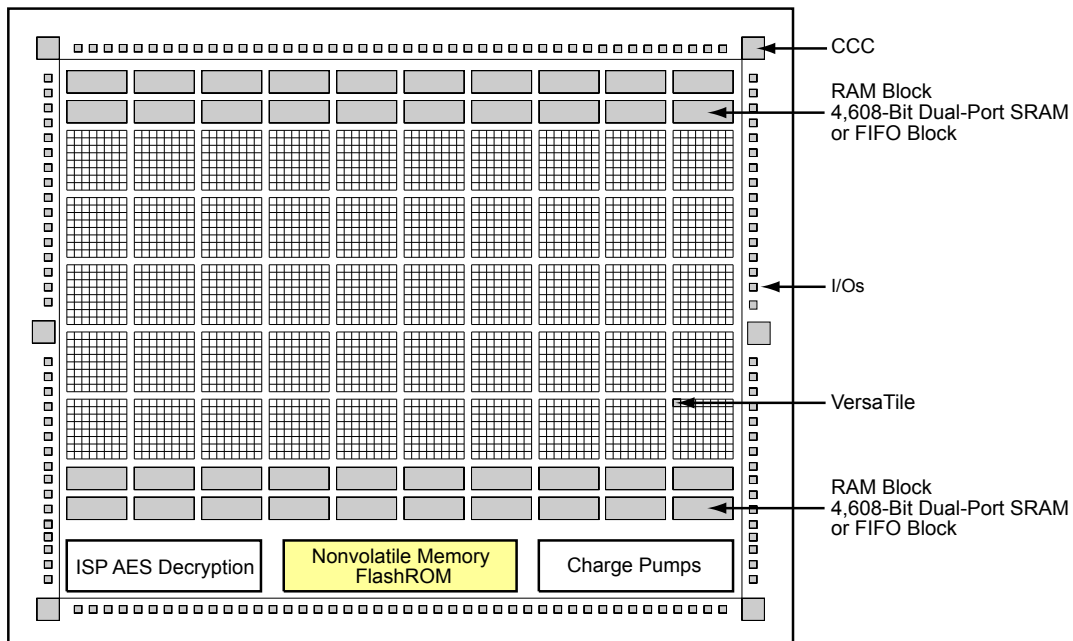 CCC
RAM Block
4,608-Bit Dual-Port SRAM
or FIFO Block
I/Os
VersaTile
RAM Block
4,608-Bit Dual-Port SRAM
or FIFO Block
ISP AES Decryption
Nonvolatile Memory
FlashROM
Charge Pumps